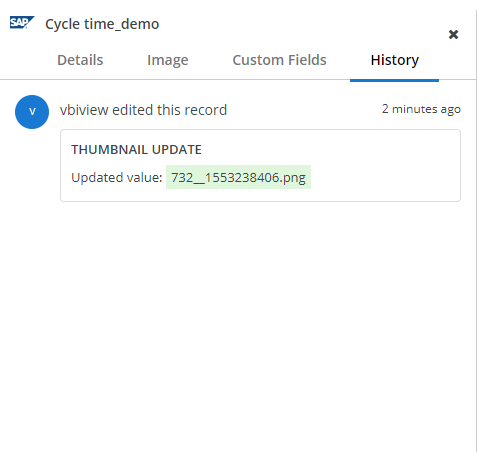 SAP Cycle time_demo
✖
Details Image Custom Fields History
v vbiview edited this record 2 minutes ago
THUMBNAIL UPDATE
Updated value: 732__1553238406.png